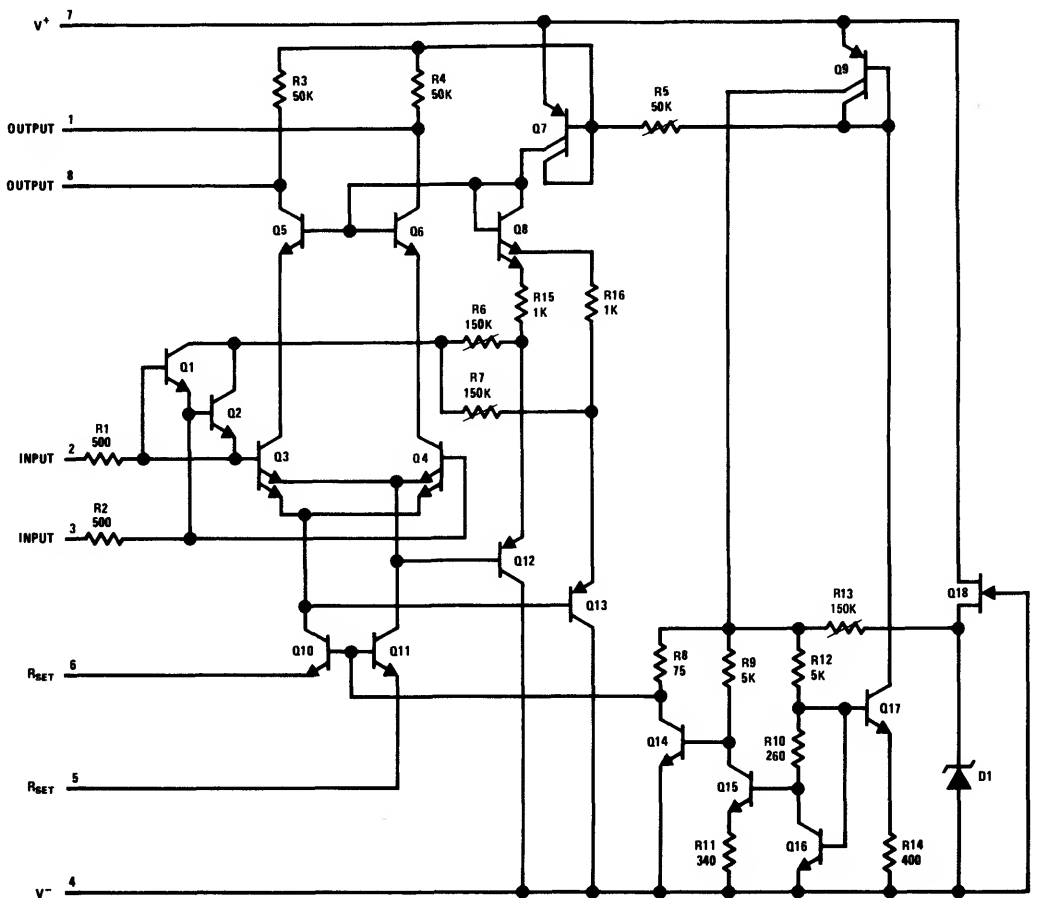 V+ 7
Q9
R3
50K
R4
50K
R5
50K
OUTPUT 1
Q7
OUTPUT 8
Q5
Q6
Q8
R15
1K
R16
1K
R6
150K
Q1
R7
150K
Q2
R1
500
INPUT 2
Q3
Q4
R2
500
INPUT 3
Q12
Q13
Q18
R13
150K
Q10
Q11
R8
75
R9
5K
R12
5K
RSET 6
Q17
Q14
R10
260
RSET 5
Q15
D1
Q16
R11
340
R14
400
V- 4